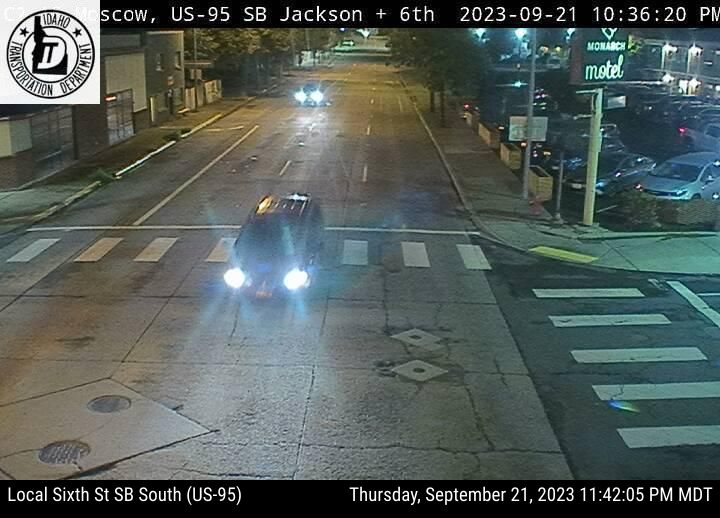 Moscow, US-95 SB Jackson + 6th 2023-09-21 10:36:20 PM
IDAHO
TRANSPORTATION DEPARTMENT
MONARCH
motel
Local Sixth St SB South (US-95) Thursday, September 21, 2023 11:42:05 PM MDT